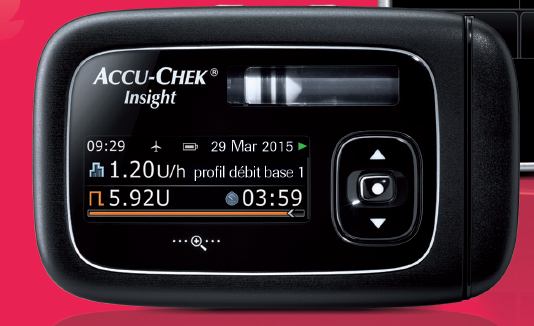 ACCU-CHEK®
Insight
09:29 29 Mar 2015
1.20U/h profil débit base 1
5.92U 03:59